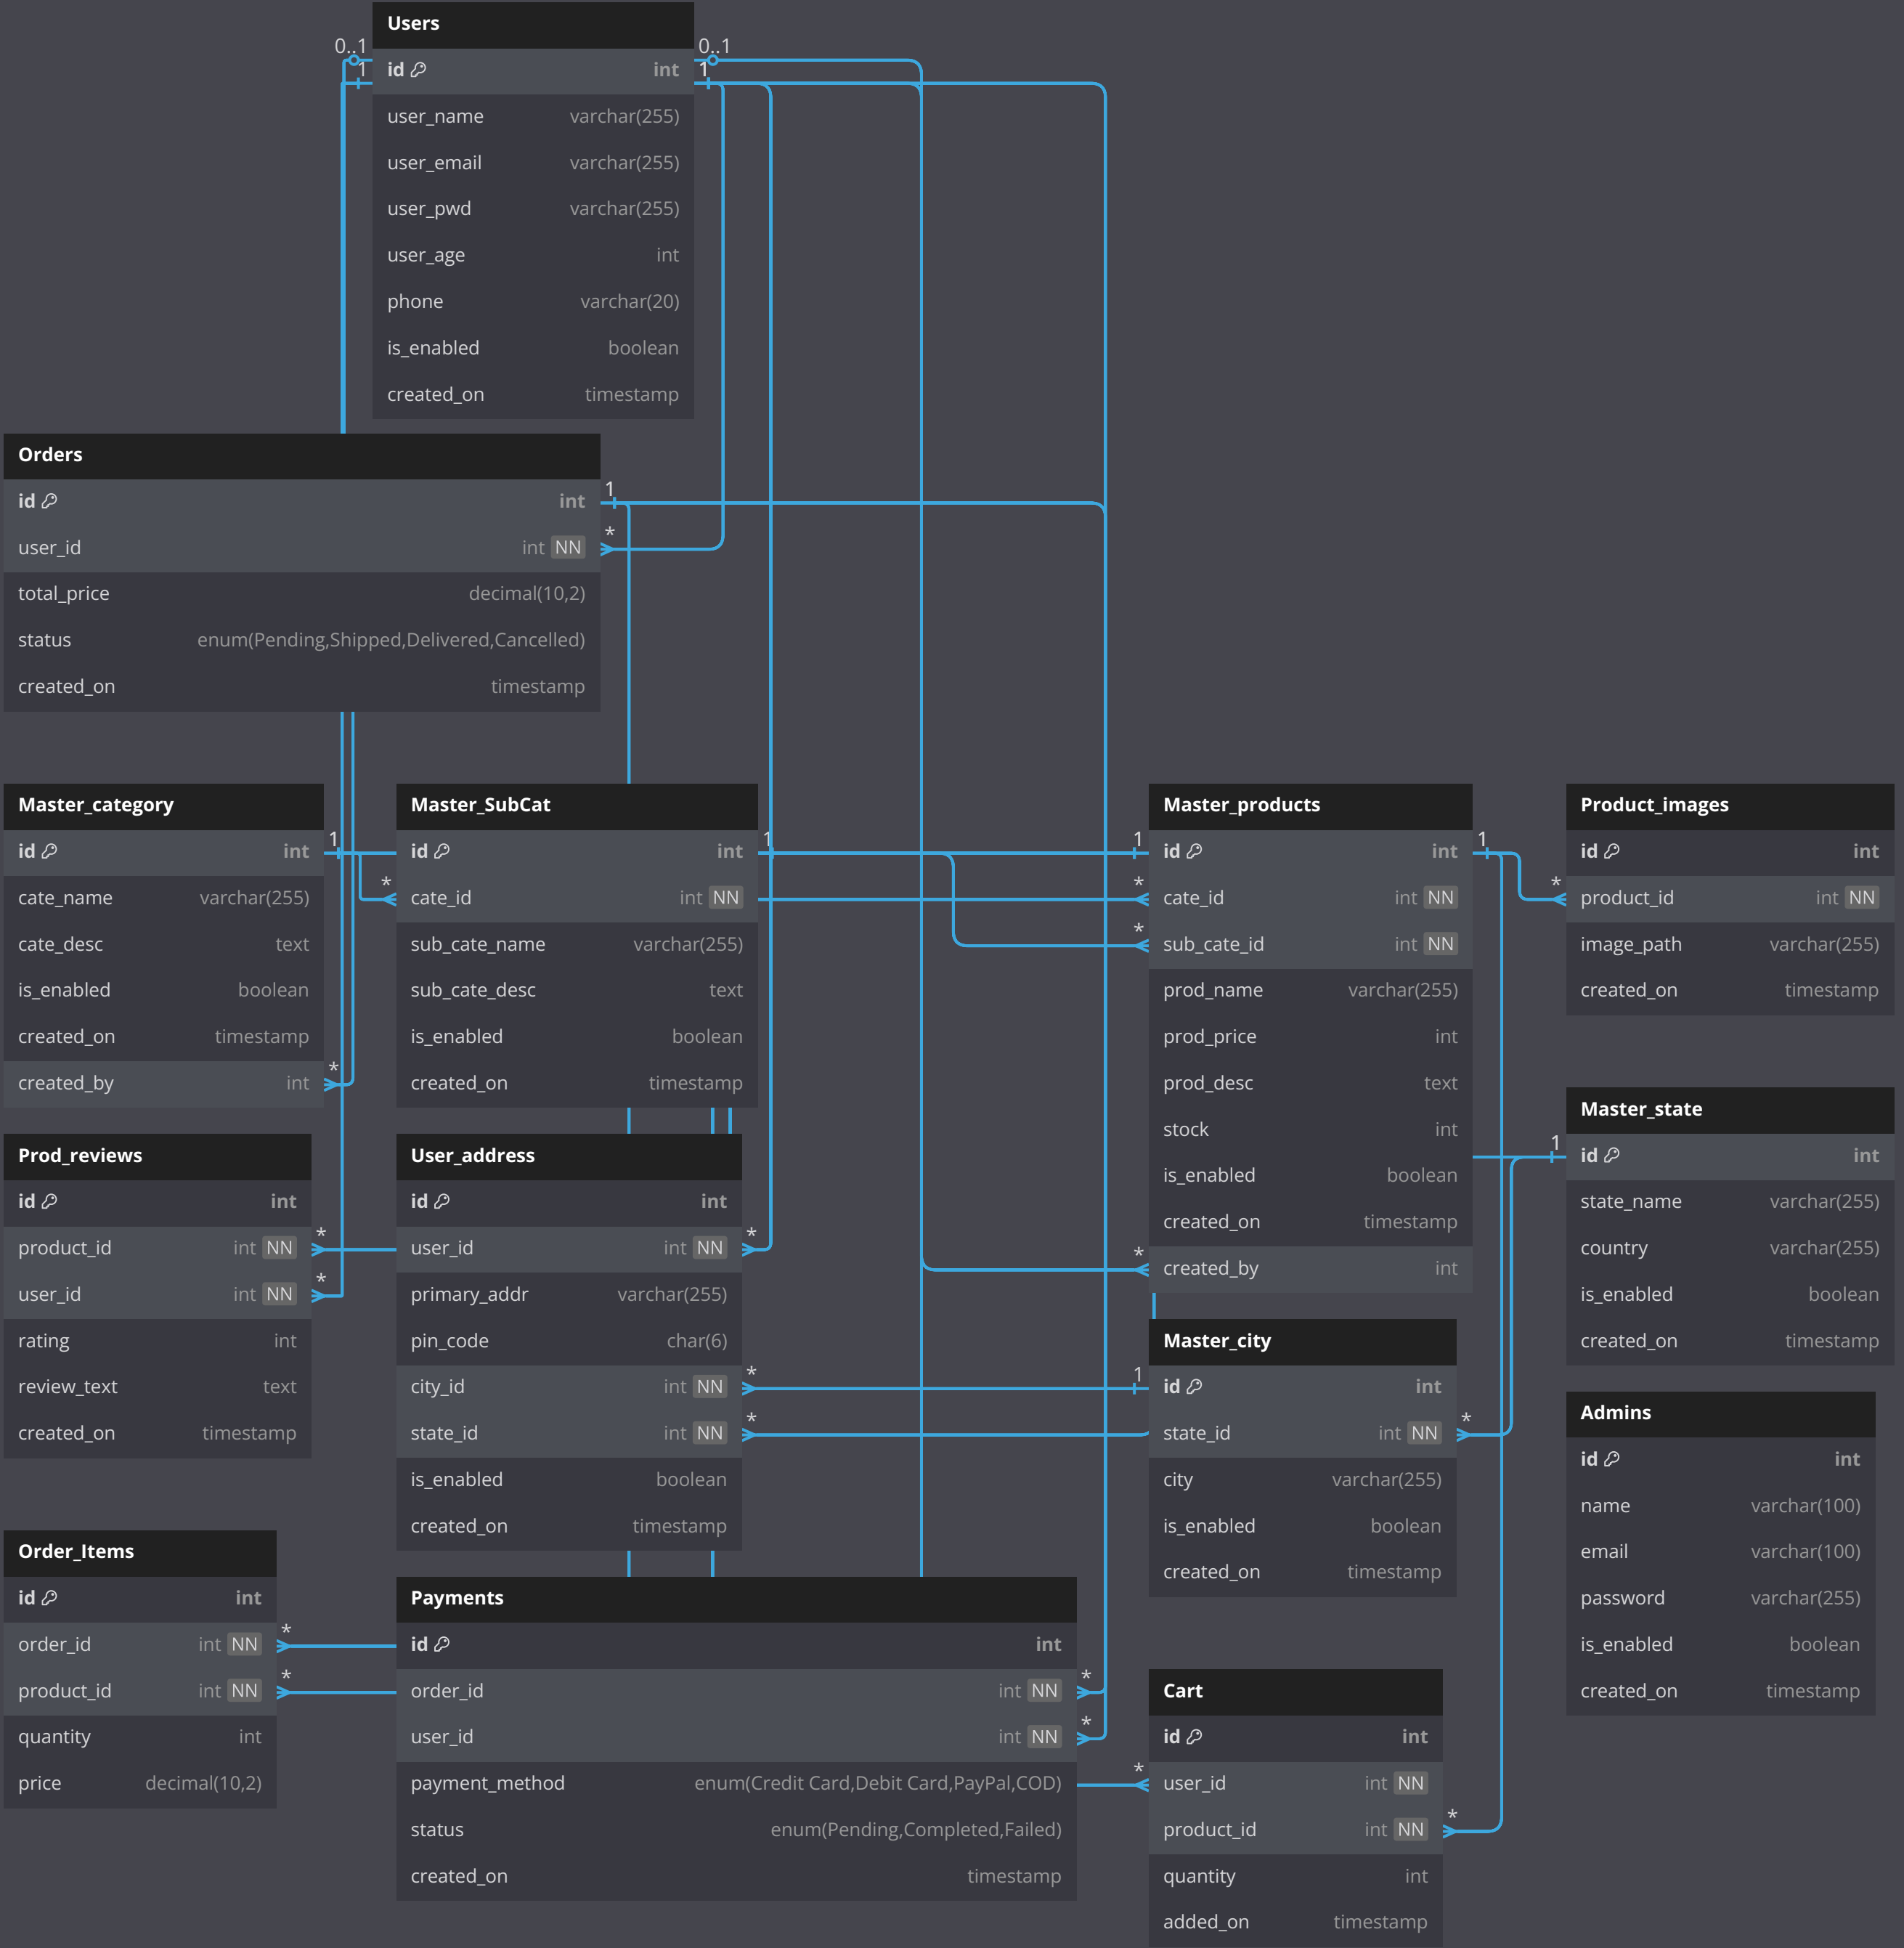 Users
0..1 0..1
1 id int 1
user_name varchar(255)
user_email varchar(255)
user_pwd varchar(255)
user_age int
phone varchar(20)
is_enabled boolean
created_on timestamp
Orders
id int 1
user_id int NN *
total_price decimal(10,2)
status enum(Pending,Shipped,Delivered,Cancelled)
created_on timestamp
Master_category
id int 1
cate_name varchar(255)
cate_desc text
is_enabled boolean
created_on timestamp
created_by int *
Master_SubCat
id int 1
* cate_id int NN
sub_cate_name varchar(255)
sub_cate_desc text
is_enabled boolean
created_on timestamp
Master_products
1 id int 1
* cate_id int NN
* sub_cate_id int NN
prod_name varchar(255)
prod_price int
prod_desc text
stock int
is_enabled boolean
created_on timestamp
* created_by int
Product_images
id int
* product_id int NN
image_path varchar(255)
created_on timestamp
Master_state
1 id int
state_name varchar(255)
country varchar(255)
is_enabled boolean
created_on timestamp
Prod_reviews
id int
product_id int NN *
user_id int NN *
rating int
review_text text
created_on timestamp
User_address
id int
user_id int NN *
primary_addr varchar(255)
pin_code char(6)
city_id int NN *
state_id int NN *
is_enabled boolean
created_on timestamp
Master_city
1 id int
state_id int NN *
city varchar(255)
is_enabled boolean
created_on timestamp
Admins
id int
name varchar(100)
email varchar(100)
password varchar(255)
is_enabled boolean
created_on timestamp
Order_Items
id int
order_id int NN *
product_id int NN *
quantity int
price decimal(10,2)
Payments
id int
order_id int NN *
user_id int NN *
payment_method enum(Credit Card,Debit Card,PayPal,COD)
status enum(Pending,Completed,Failed)
created_on timestamp
Cart
id int
* user_id int NN
product_id int NN *
quantity int
added_on timestamp